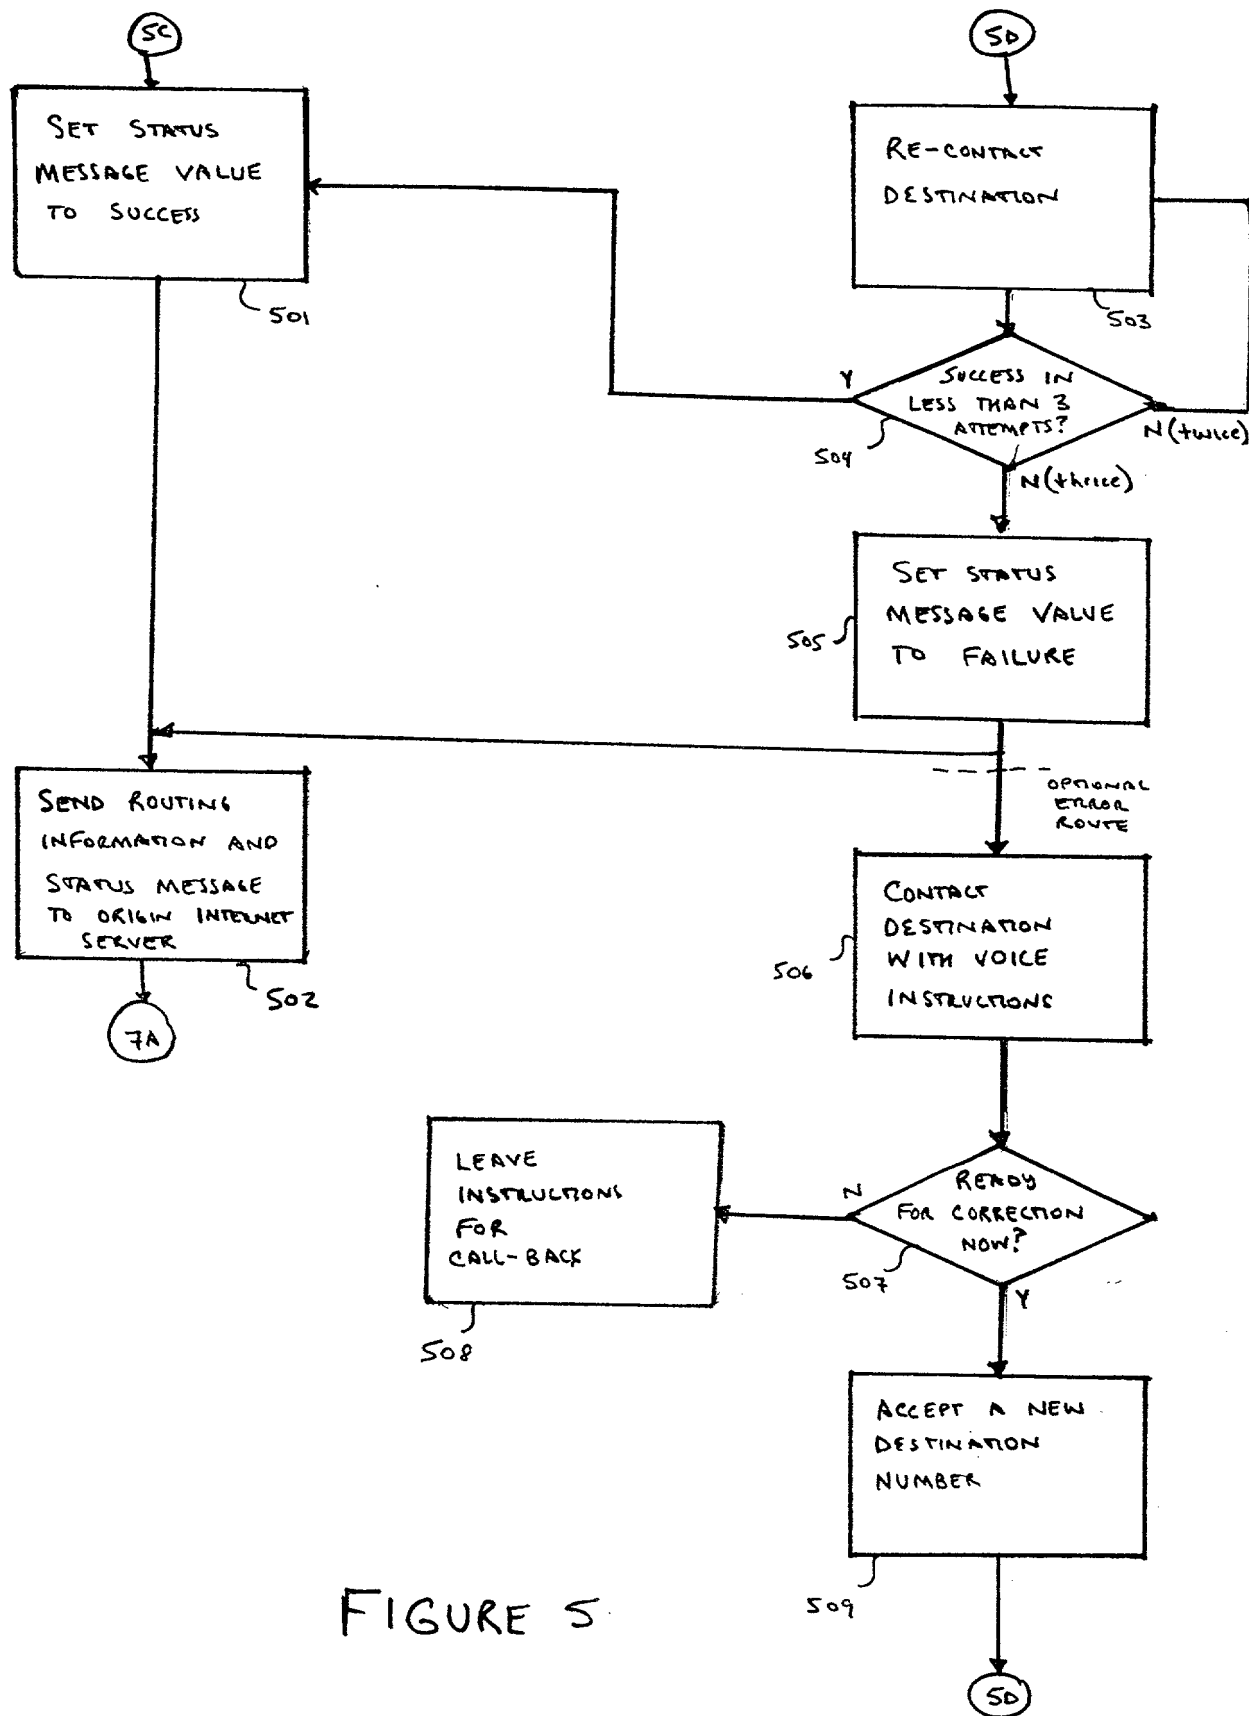 5C
SET STATUS
MESSAGE VALUE
TO SUCCESS
501
5D
RE-CONTACT
DESTINATION
503
Y
SUCCESS IN
LESS THAN 3
ATTEMPTS?
504
N(twice)
N(thrice)
SET STATUS
MESSAGE VALUE
TO FAILURE
505
OPTIONAL
ERROR
ROUTE
SEND ROUTING
INFORMATION AND
STATUS MESSAGE
TO ORIGIN INTERNET
SERVER
502
7A
CONTACT
DESTINATION
WITH VOICE
INSTRUCTIONS
506
READY
FOR CORRECTION
NOW?
N
507
Y
LEAVE
INSTRUCTIONS
FOR
CALL-BACK
508
ACCEPT A NEW
DESTINATION
NUMBER
509
5D
FIGURE 5